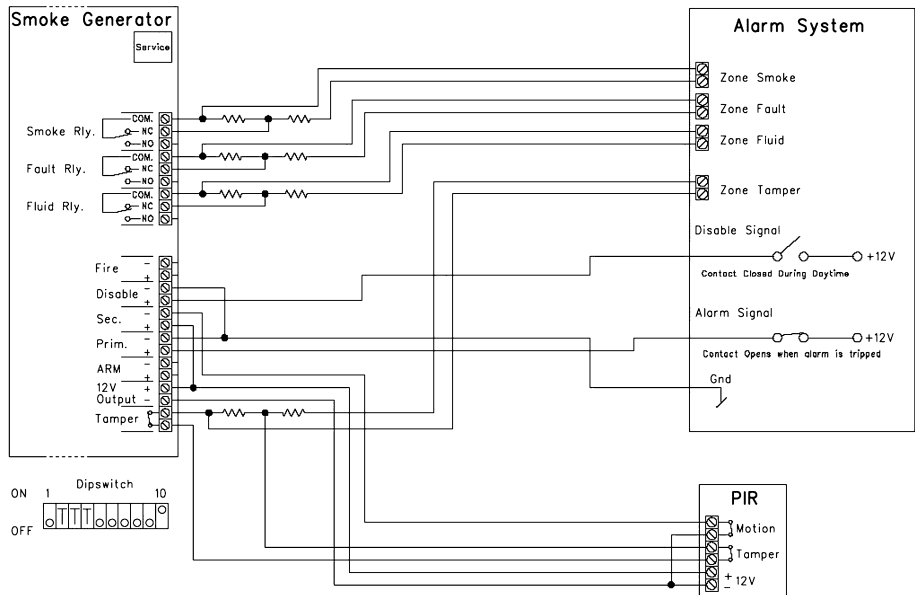 Smoke Generator
Service
Smoke Rly.
COM.
NC
NO
Fault Rly.
COM.
NC
NO
Fluid Rly.
COM.
NC
NO
Fire
-
+
Disable
-
+
Sec.
-
+
Prim.
-
+
ARM
-
+
12V +
Output -
Tamper
Dipswitch
ON 1 10
OFF
Alarm System
Zone Smoke
Zone Fault
Zone Fluid
Zone Tamper
Disable Signal
+12V
Contact Closed During Daytime
Alarm Signal
+12V
Contact Opens when alarm is tripped
Gnd
PIR
Motion
Tamper
+
- 12V